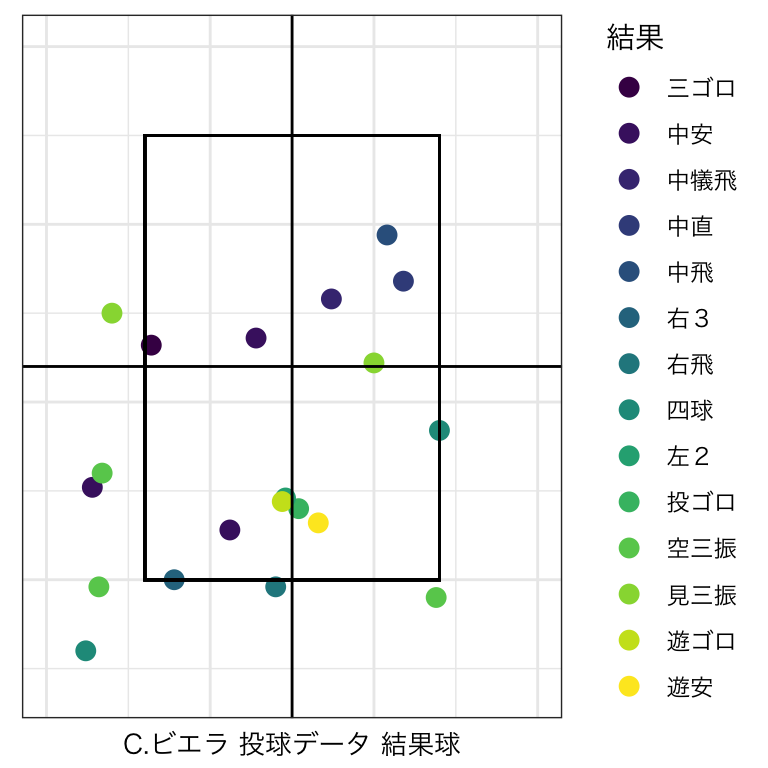 結果
三ゴロ
中安
中犠飛
中直
中飛
右３
右飛
四球
左２
投ゴロ
空三振
見三振
遊ゴロ
遊安
C.ビエラ 投球データ 結果球